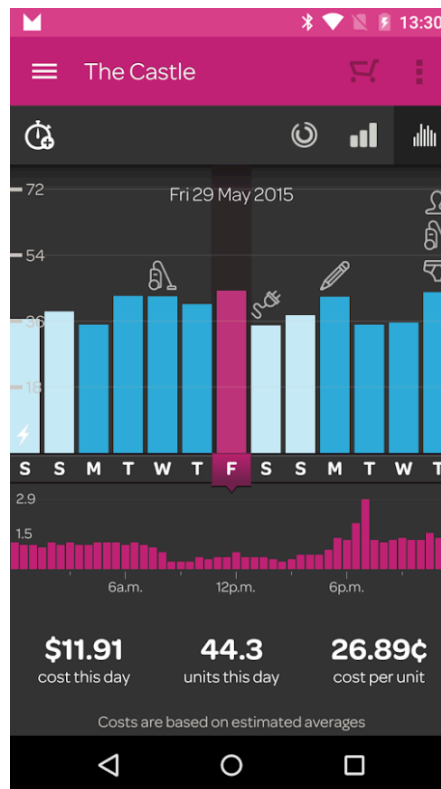 13:30
The Castle
72
Fri 29 May 2015
54
36
18
S S M T W T F S S M T W T
2.9
1.5
6a.m. 12p.m. 6p.m.
$11.91 44.3 26.89¢
cost this day units this day cost per unit
Costs are based on estimated averages